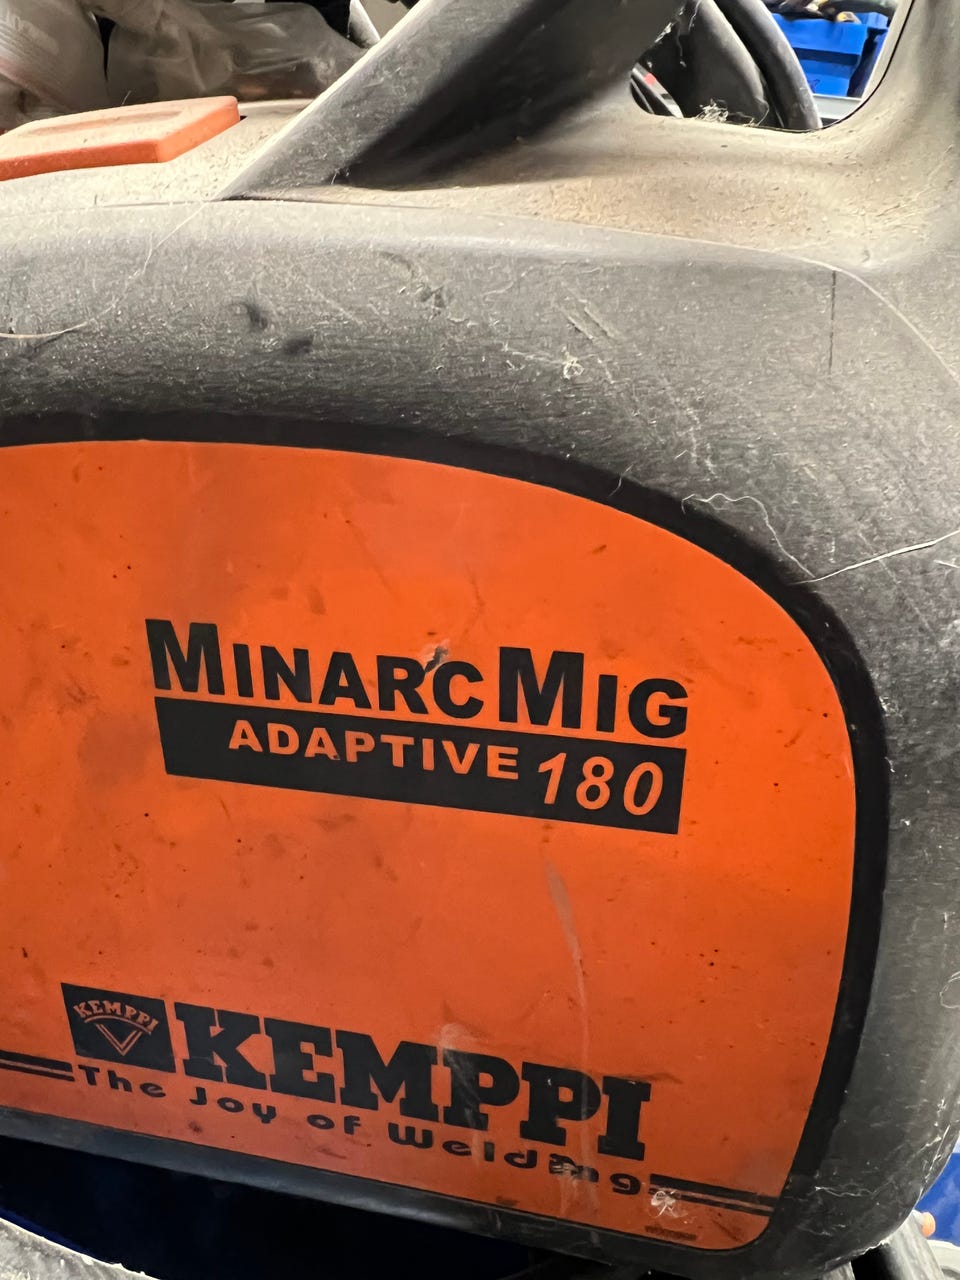 MINARCMIG
ADAPTIVE 180
KEMPPI
KEMPPI
The Joy of Welding